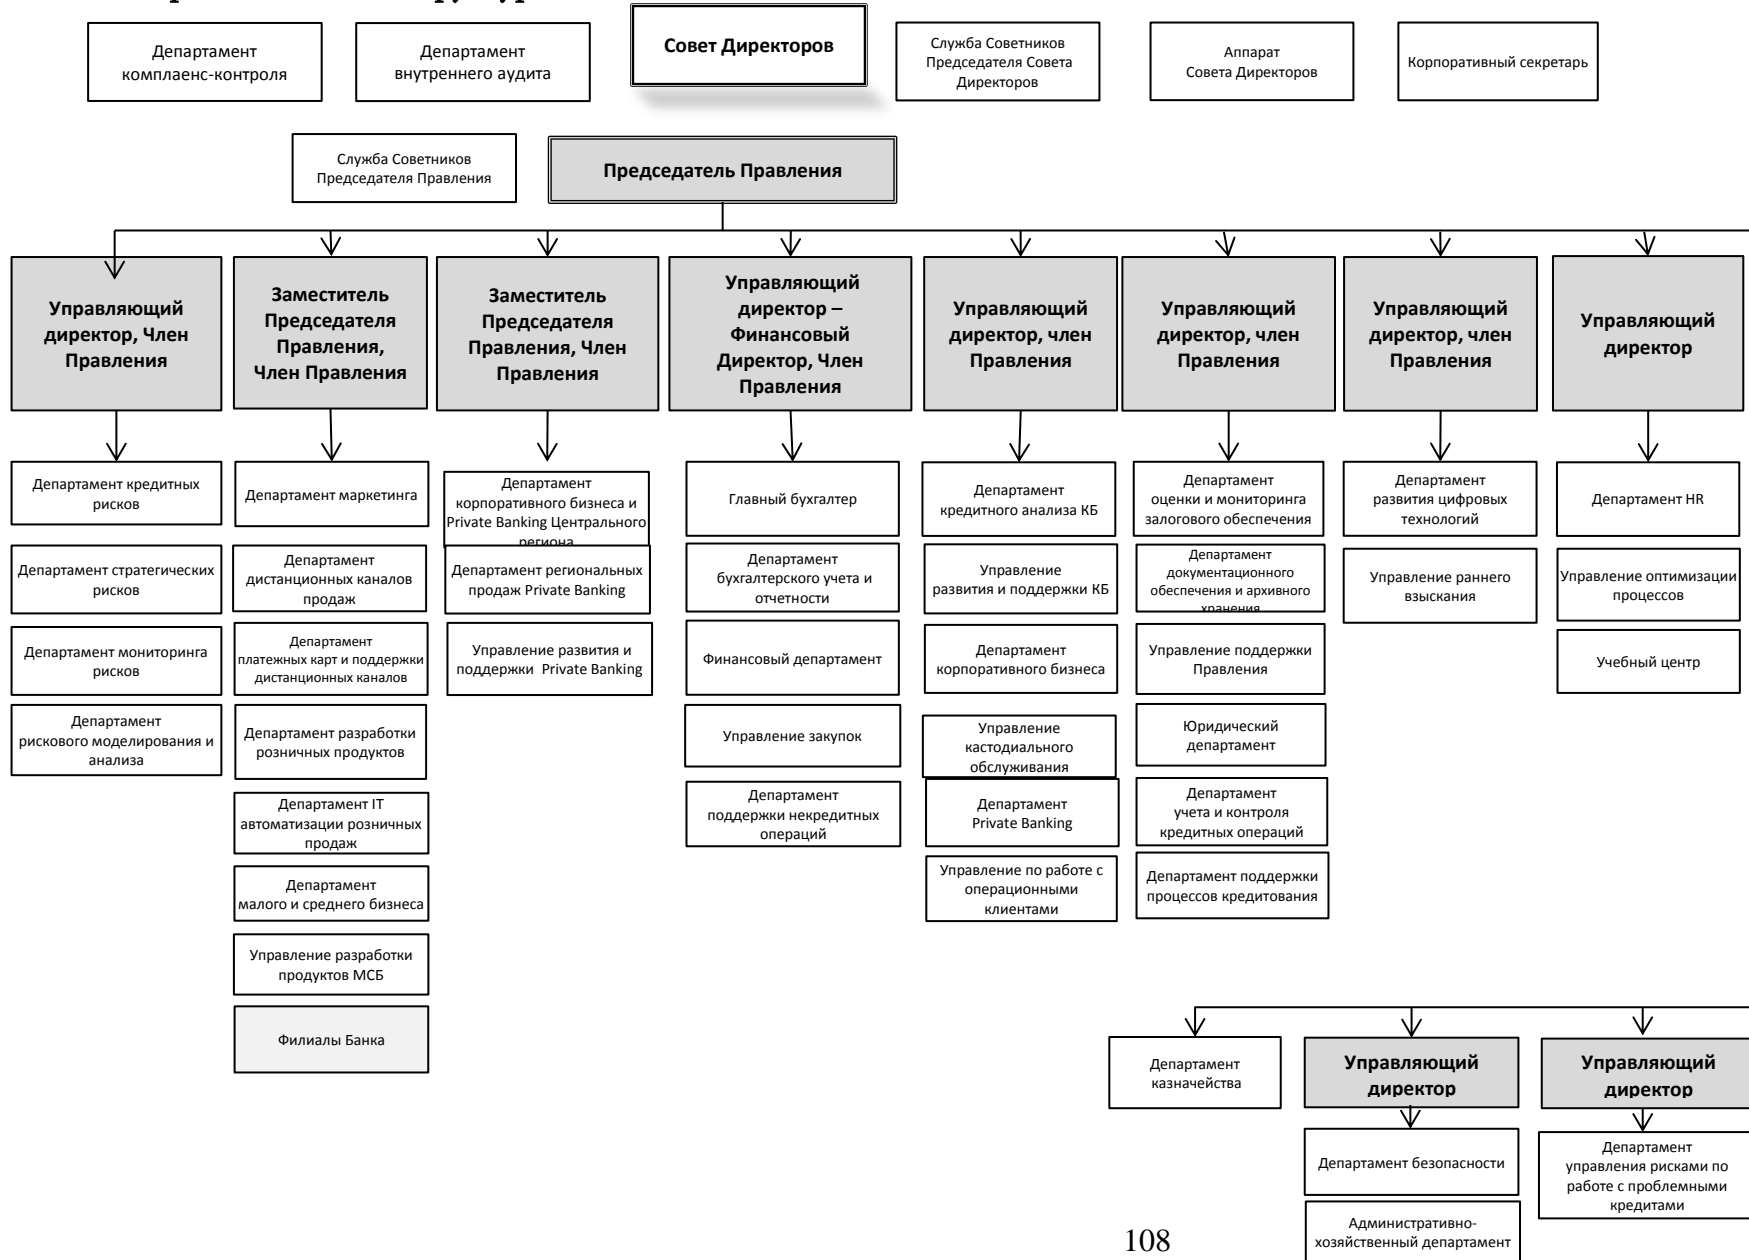 Департамент
комплаенс-контроля
Департамент
внутреннего аудита
Совет Директоров
Служба Советников
Председателя Совета
Директоров
Аппарат
Совета Директоров
Корпоративный секретарь
Служба Советников
Председателя Правления
Председатель Правления
Управляющий
директор, Член
Правления
Заместитель
Председателя
Правления,
Член Правления
Заместитель
Председателя
Правления, Член
Правления
Управляющий
директор –
Финансовый
Директор, Член
Правления
Управляющий
директор, член
Правления
Управляющий
директор, член
Правления
Управляющий
директор, член
Правления
Управляющий
директор
Департамент кредитных
рисков
Департамент стратегических
рисков
Департамент мониторинга
рисков
Департамент
рискового моделирования и
анализа
Департамент маркетинга
Департамент
дистанционных каналов
продаж
Департамент
платежных карт и поддержки
дистанционных каналов
Департамент разработки
розничных продуктов
Департамент IT
автоматизации розничных
продаж
Департамент
малого и среднего бизнеса
Управление разработки
продуктов МСБ
Филиалы Банка
Департамент
корпоративного бизнеса и
Private Banking Центрального
региона
Департамент региональных
продаж Private Banking
Управление развития и
поддержки Private Banking
Главный бухгалтер
Департамент
бухгалтерского учета и
отчетности
Финансовый департамент
Управление закупок
Департамент
поддержки некредитных
операций
Департамент
кредитного анализа КБ
Управление
развития и поддержки КБ
Департамент
корпоративного бизнеса
Управление
кастодиального
обслуживания
Департамент
Private Banking
Управление по работе с
операционными
клиентами
Департамент
оценки и мониторинга
залогового обеспечения
Департамент
документационного
обеспечения и архивного
хранения
Управление поддержки
Правления
Юридический
департамент
Департамент
учета и контроля
кредитных операций
Департамент поддержки
процессов кредитования
Департамент
развития цифровых
технологий
Управление раннего
взыскания
Департамент HR
Управление оптимизации
процессов
Учебный центр
Департамент
казначейства
Управляющий
директор
Департамент безопасности
Административно-
хозяйственный департамент
Управляющий
директор
Департамент
управления рисками по
работе с проблемными
кредитами
108